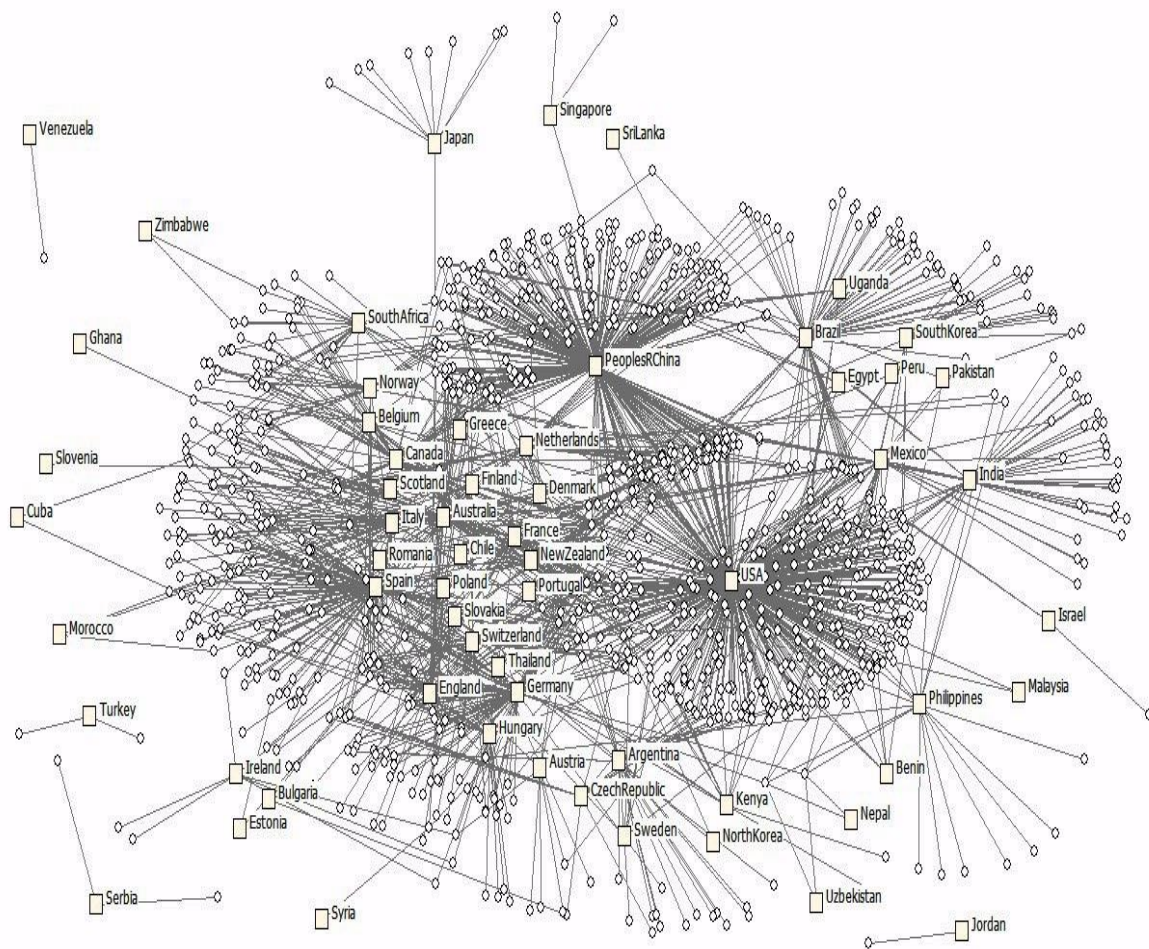 Singapore
Venezuela
SriLanka
Japan
Zimbabwe
Uganda
SouthAfrica
Brazil
SouthKorea
Ghana
PeoplesRChina
Peru
Pakistan
Norway
Egypt
Belgium
Greece
Netherlands
Canada
Mexico
Slovenia
Scotland
Finland
India
Denmark
Cuba
Italy
Australia
France
Romania
Chile
NewZealand
USA
Spain
Poland
Portugal
Slovakia
Israel
Morocco
Switzerland
Thailand
England
Germany
Malaysia
Philippines
Turkey
Hungary
Argentina
Ireland
Austria
Benin
Bulgaria
CzechRepublic
Kenya
Estonia
Nepal
Sweden
NorthKorea
Serbia
Uzbekistan
Syria
Jordan